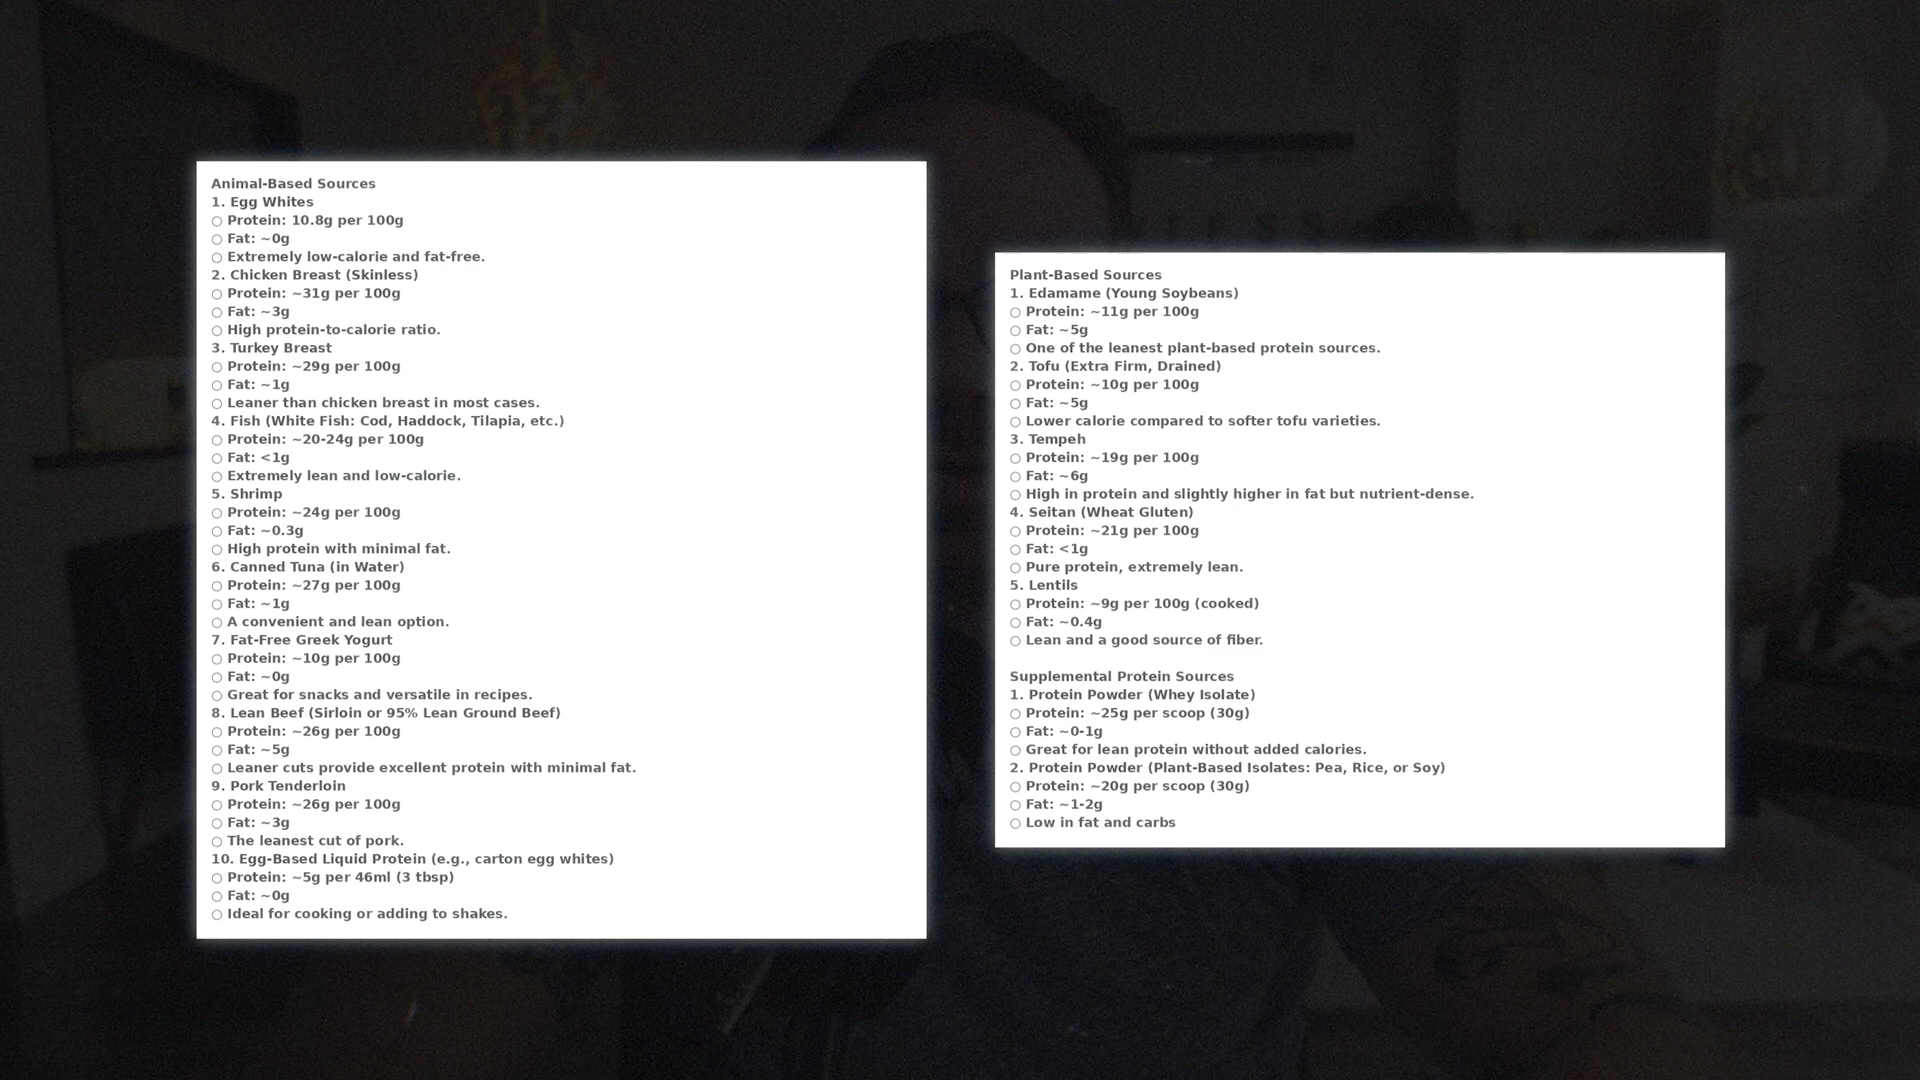 Animal-Based Sources
1. Egg Whites
○ Protein: 10.8g per 100g
○ Fat: ~0g
○ Extremely low-calorie and fat-free.
2. Chicken Breast (Skinless)
○ Protein: ~31g per 100g
○ Fat: ~3g
○ High protein-to-calorie ratio.
3. Turkey Breast
○ Protein: ~29g per 100g
○ Fat: ~1g
○ Leaner than chicken breast in most cases.
4. Fish (White Fish: Cod, Haddock, Tilapia, etc.)
○ Protein: ~20-24g per 100g
○ Fat: <1g
○ Extremely lean and low-calorie.
5. Shrimp
○ Protein: ~24g per 100g
○ Fat: ~0.3g
○ High protein with minimal fat.
6. Canned Tuna (in Water)
○ Protein: ~27g per 100g
○ Fat: ~1g
○ A convenient and lean option.
7. Fat-Free Greek Yogurt
○ Protein: ~10g per 100g
○ Fat: ~0g
○ Great for snacks and versatile in recipes.
8. Lean Beef (Sirloin or 95% Lean Ground Beef)
○ Protein: ~26g per 100g
○ Fat: ~5g
○ Leaner cuts provide excellent protein with minimal fat.
9. Pork Tenderloin
○ Protein: ~26g per 100g
○ Fat: ~3g
○ The leanest cut of pork.
10. Egg-Based Liquid Protein (e.g., carton egg whites)
○ Protein: ~5g per 46ml (3 tbsp)
○ Fat: ~0g
○ Ideal for cooking or adding to shakes.
Plant-Based Sources
1. Edamame (Young Soybeans)
○ Protein: ~11g per 100g
○ Fat: ~5g
○ One of the leanest plant-based protein sources.
2. Tofu (Extra Firm, Drained)
○ Protein: ~10g per 100g
○ Fat: ~5g
○ Lower calorie compared to softer tofu varieties.
3. Tempeh
○ Protein: ~19g per 100g
○ Fat: ~6g
○ High in protein and slightly higher in fat but nutrient-dense.
4. Seitan (Wheat Gluten)
○ Protein: ~21g per 100g
○ Fat: <1g
○ Pure protein, extremely lean.
5. Lentils
○ Protein: ~9g per 100g (cooked)
○ Fat: ~0.4g
○ Lean and a good source of fiber.
Supplemental Protein Sources
1. Protein Powder (Whey Isolate)
○ Protein: ~25g per scoop (30g)
○ Fat: ~0-1g
○ Great for lean protein without added calories.
2. Protein Powder (Plant-Based Isolates: Pea, Rice, or Soy)
○ Protein: ~20g per scoop (30g)
○ Fat: ~1-2g
○ Low in fat and carbs